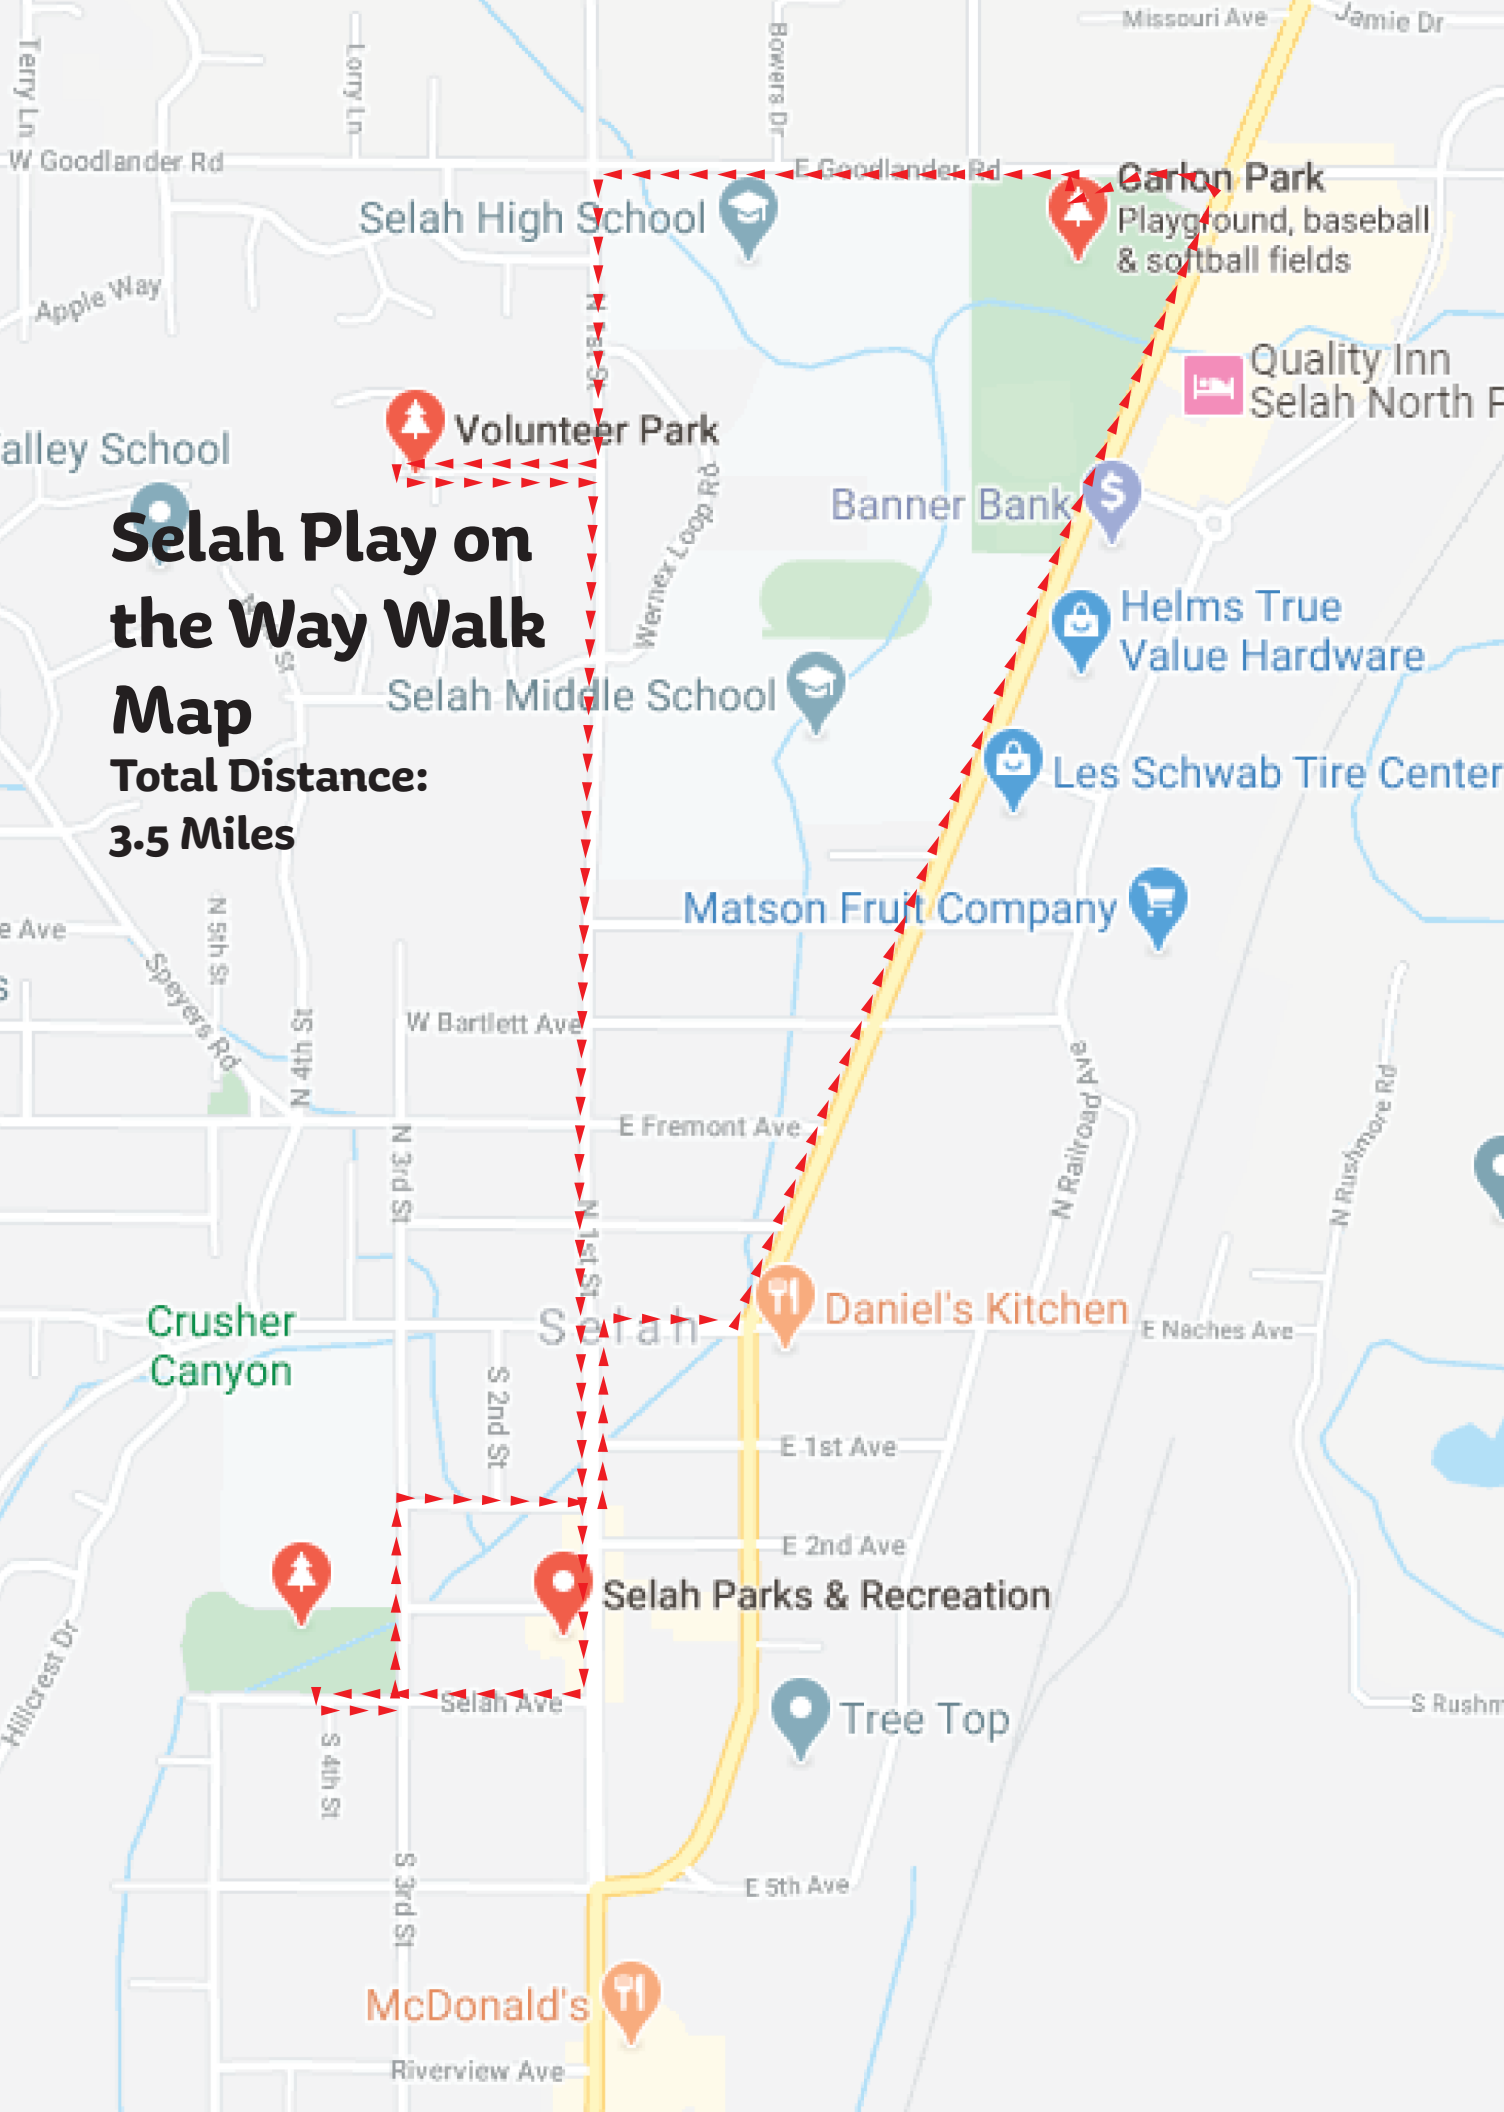 Missouri Ave
Jamie Dr
Terry Ln
Lorry Ln
Bowers Dr
W Goodlander Rd
E Goodlander Rd
Carlon Park
Playground, baseball
& softball fields
Selah High School
Apple Way
N 1st St
Quality Inn
Selah North P
Volunteer Park
alley School
Wernex Loop Rd
Banner Bank
Selah Play on
the Way Walk
Map
Total Distance:
3.5 Miles
Helms True
Value Hardware
Selah Middle School
Les Schwab Tire Center
Matson Fruit Company
e Ave
N 5th St
s
Speyers Rd
N 4th St
W Bartlett Ave
N Railroad Ave
N Rushmore Rd
E Fremont Ave
N 3rd St
N 1st St
Crusher
Canyon
Selah
Daniel's Kitchen
E Naches Ave
S 2nd St
E 1st Ave
E 2nd Ave
Selah Parks & Recreation
Hillcrest Dr
Selah Ave
Tree Top
S Rushm
S 4th St
S 3rd St
E 5th Ave
McDonald's
Riverview Ave